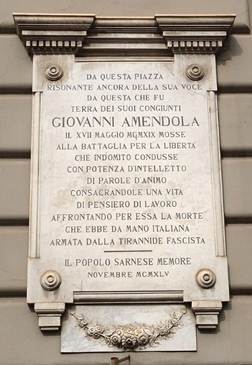 DA QUESTA PIAZZA
RISONANTE ANCORA DELLA SUA VOCE
DA QUESTA CHE FU
TERRA DEI SUOI CONGIUNTI
GIOVANNI AMENDOLA
IL XVII MAGGIO MCMXIX MOSSE
ALLA BATTAGLIA PER LA LIBERTA
CHE INDOMITO CONDUSSE
CON POTENZA D'INTELLETTO
DI PAROLE D'ANIMO
CONSACRANDOLE UNA VITA
DI PENSIERO DI LAVORO
AFFRONTANDO PER ESSA LA MORTE
CHE EBBE DA MANO ITALIANA
ARMATA DALLA TIRANNIDE FASCISTA
IL POPOLO SARNESE MEMORE
NOVEMBRE MCMXLV